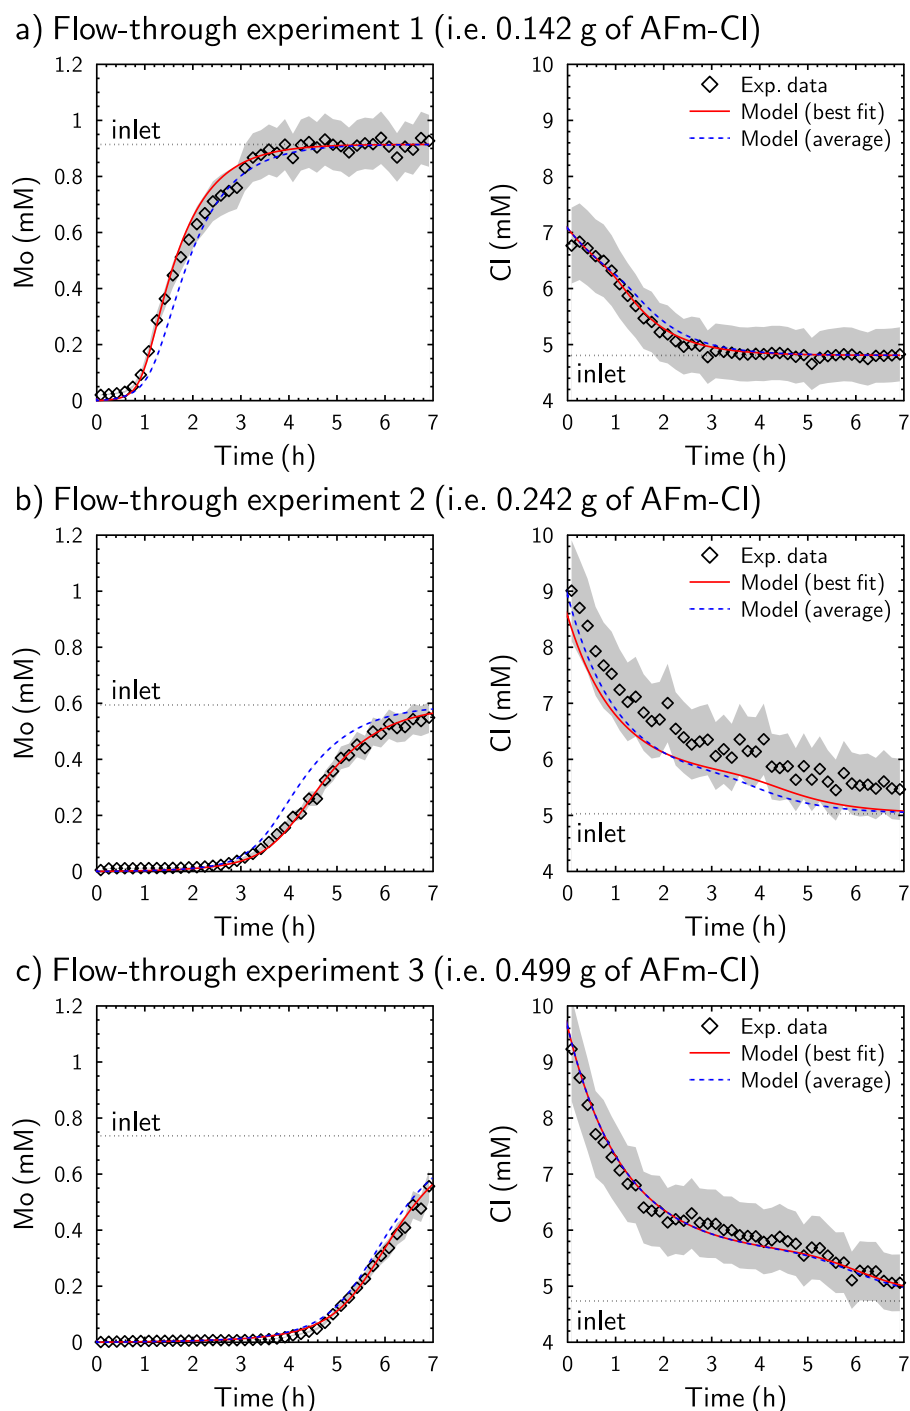 a) Flow-through experiment 1 (i.e. 0.142 g of AFm-Cl)
1.2
1
0.8
0.6
0.4
0.2
0
inlet
Mo (mM)
0 1 2 3 4 5 6 7
Time (h)
10
9
8
7
6
5
4
Exp. data
Model (best fit)
Model (average)
inlet
Cl (mM)
0 1 2 3 4 5 6 7
Time (h)
b) Flow-through experiment 2 (i.e. 0.242 g of AFm-Cl)
1.2
1
0.8
0.6
0.4
0.2
0
inlet
Mo (mM)
0 1 2 3 4 5 6 7
Time (h)
10
9
8
7
6
5
4
Exp. data
Model (best fit)
Model (average)
inlet
Cl (mM)
0 1 2 3 4 5 6 7
Time (h)
c) Flow-through experiment 3 (i.e. 0.499 g of AFm-Cl)
1.2
1
0.8
0.6
0.4
0.2
0
inlet
Mo (mM)
0 1 2 3 4 5 6 7
Time (h)
10
9
8
7
6
5
4
Exp. data
Model (best fit)
Model (average)
inlet
Cl (mM)
0 1 2 3 4 5 6 7
Time (h)